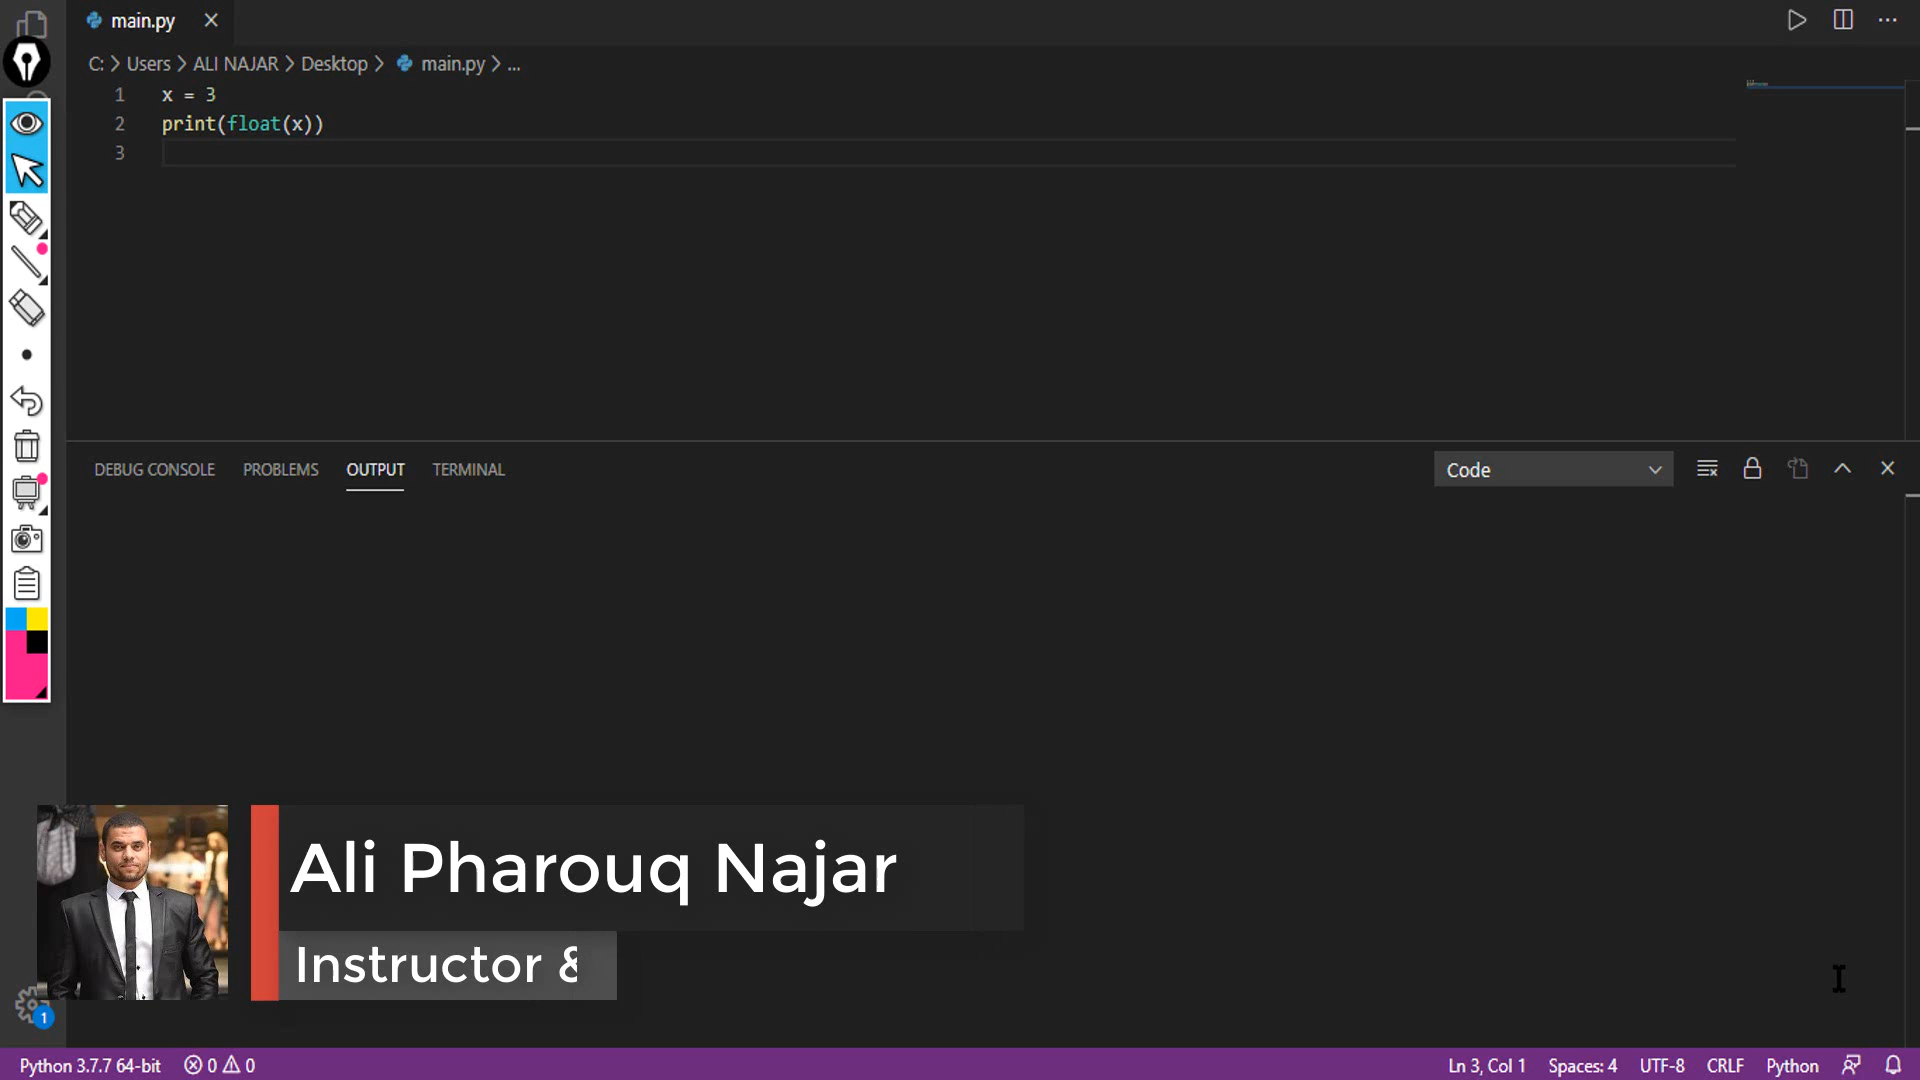 main.py
C: > Users > ALI NAJAR > Desktop > main.py > ...
1 x = 3
2 print(float(x))
3
DEBUG CONSOLE PROBLEMS OUTPUT TERMINAL Code
Ali Pharouq Najar
Instructor &
1
Python 3.7.7 64-bit 0 0 Ln 3, Col 1 Spaces: 4 UTF-8 CRLF Python